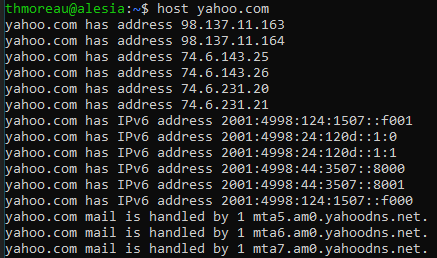 thmoreau@alesia:~$ host yahoo.com
yahoo.com has address 98.137.11.163
yahoo.com has address 98.137.11.164
yahoo.com has address 74.6.143.25
yahoo.com has address 74.6.143.26
yahoo.com has address 74.6.231.20
yahoo.com has address 74.6.231.21
yahoo.com has IPv6 address 2001:4998:124:1507::f001
yahoo.com has IPv6 address 2001:4998:24:120d::1:0
yahoo.com has IPv6 address 2001:4998:24:120d::1:1
yahoo.com has IPv6 address 2001:4998:44:3507::8000
yahoo.com has IPv6 address 2001:4998:44:3507::8001
yahoo.com has IPv6 address 2001:4998:124:1507::f000
yahoo.com mail is handled by 1 mta5.am0.yahoodns.net.
yahoo.com mail is handled by 1 mta6.am0.yahoodns.net.
yahoo.com mail is handled by 1 mta7.am0.yahoodns.net.